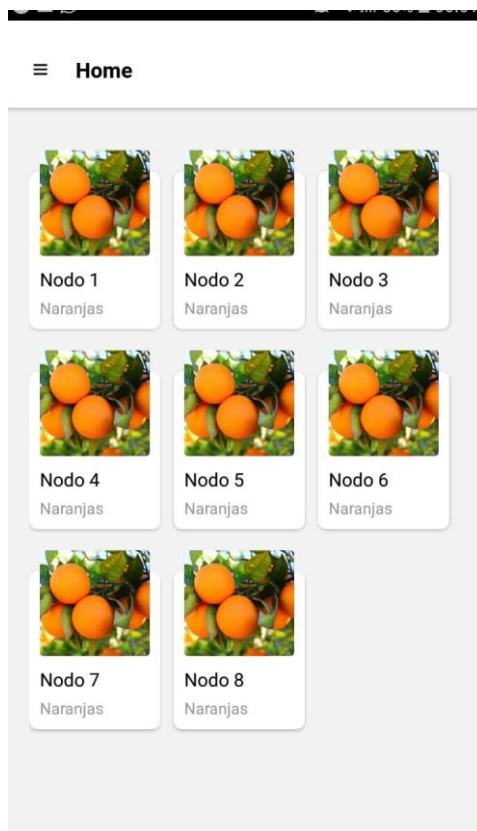 Home
Nodo 1
Naranjas
Nodo 2
Naranjas
Nodo 3
Naranjas
Nodo 4
Naranjas
Nodo 5
Naranjas
Nodo 6
Naranjas
Nodo 7
Naranjas
Nodo 8
Naranjas